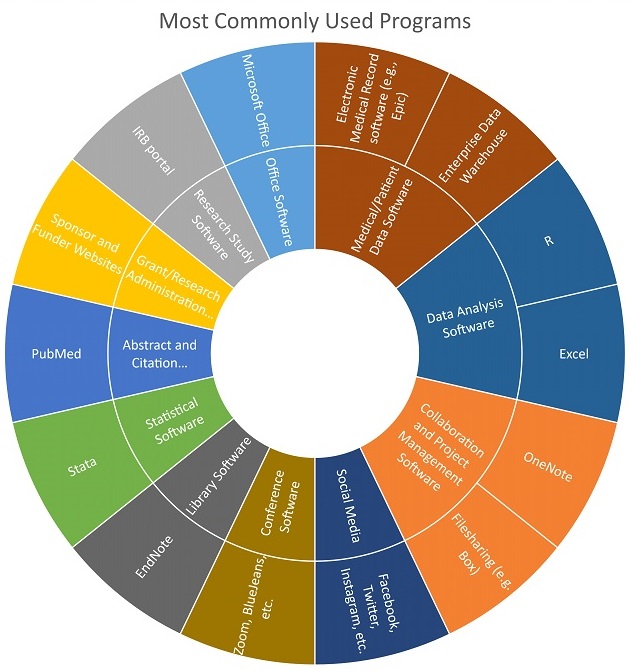 Most Commonly Used Programs
Electronic
Medical Record
software (e.g.,
Epic)
Enterprise Data
Warehouse
Medical/Patient
Data Software
R
Excel
Data Analysis
Software
OneNote
Filesharing (e.g.
Box)
Collaboration
and Project
Management
Software
Facebook,
Twitter,
Instagram, etc.
Social Media
Zoom, BlueJeans,
etc.
Conference
Software
EndNote
Library Software
Stata
Statistical
Software
PubMed
Abstract and
Citation...
Sponsor and
Funder Websites
Grant/Research
Administration...
IRB portal
Research Study
Software
Microsoft Office
Office Software